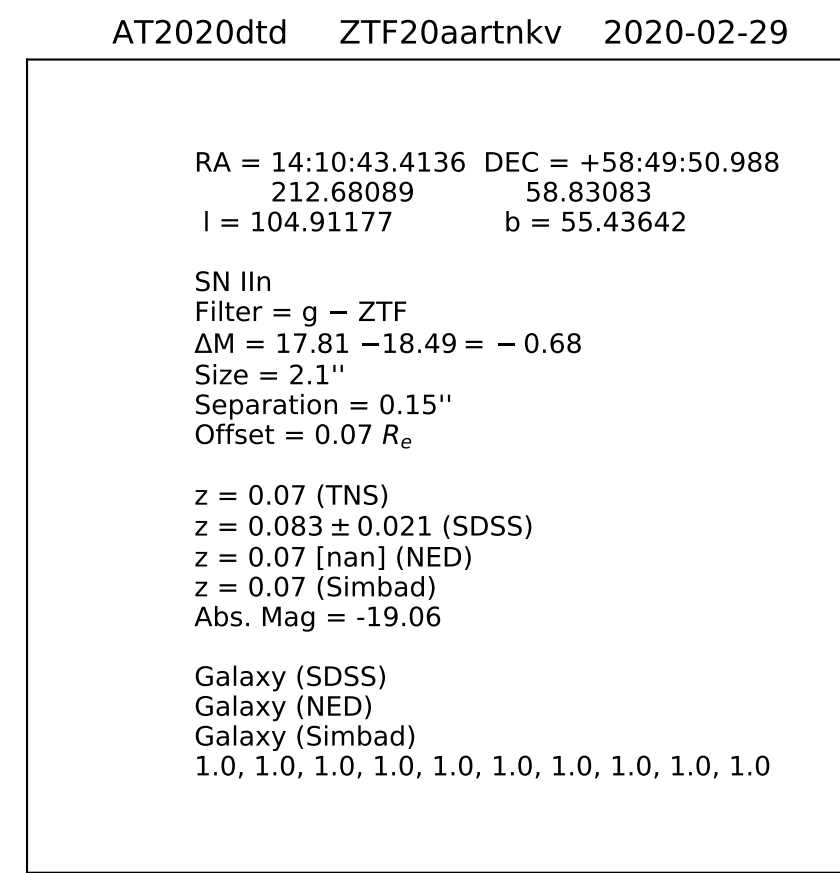 AT2020dtd ZTF20aartnkv 2020-02-29
RA = 14:10:43.4136 DEC = +58:49:50.988
212.68089 58.83083
l = 104.91177 b = 55.43642
SN IIn
Filter = g − ZTF
ΔM = 17.81 −18.49 = − 0.68
Size = 2.1''
Separation = 0.15''
Offset = 0.07 Rₑ
z = 0.07 (TNS)
z = 0.083 ± 0.021 (SDSS)
z = 0.07 [nan] (NED)
z = 0.07 (Simbad)
Abs. Mag = -19.06
Galaxy (SDSS)
Galaxy (NED)
Galaxy (Simbad)
1.0, 1.0, 1.0, 1.0, 1.0, 1.0, 1.0, 1.0, 1.0, 1.0